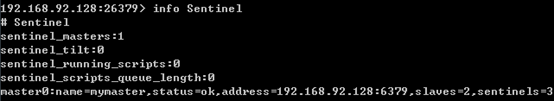 192.168.92.128:26379> info Sentinel
# Sentinel
sentinel_masters:1
sentinel_tilt:0
sentinel_running_scripts:0
sentinel_scripts_queue_length:0
master0:name=mymaster,status=ok,address=192.168.92.128:6379,slaves=2,sentinels=3